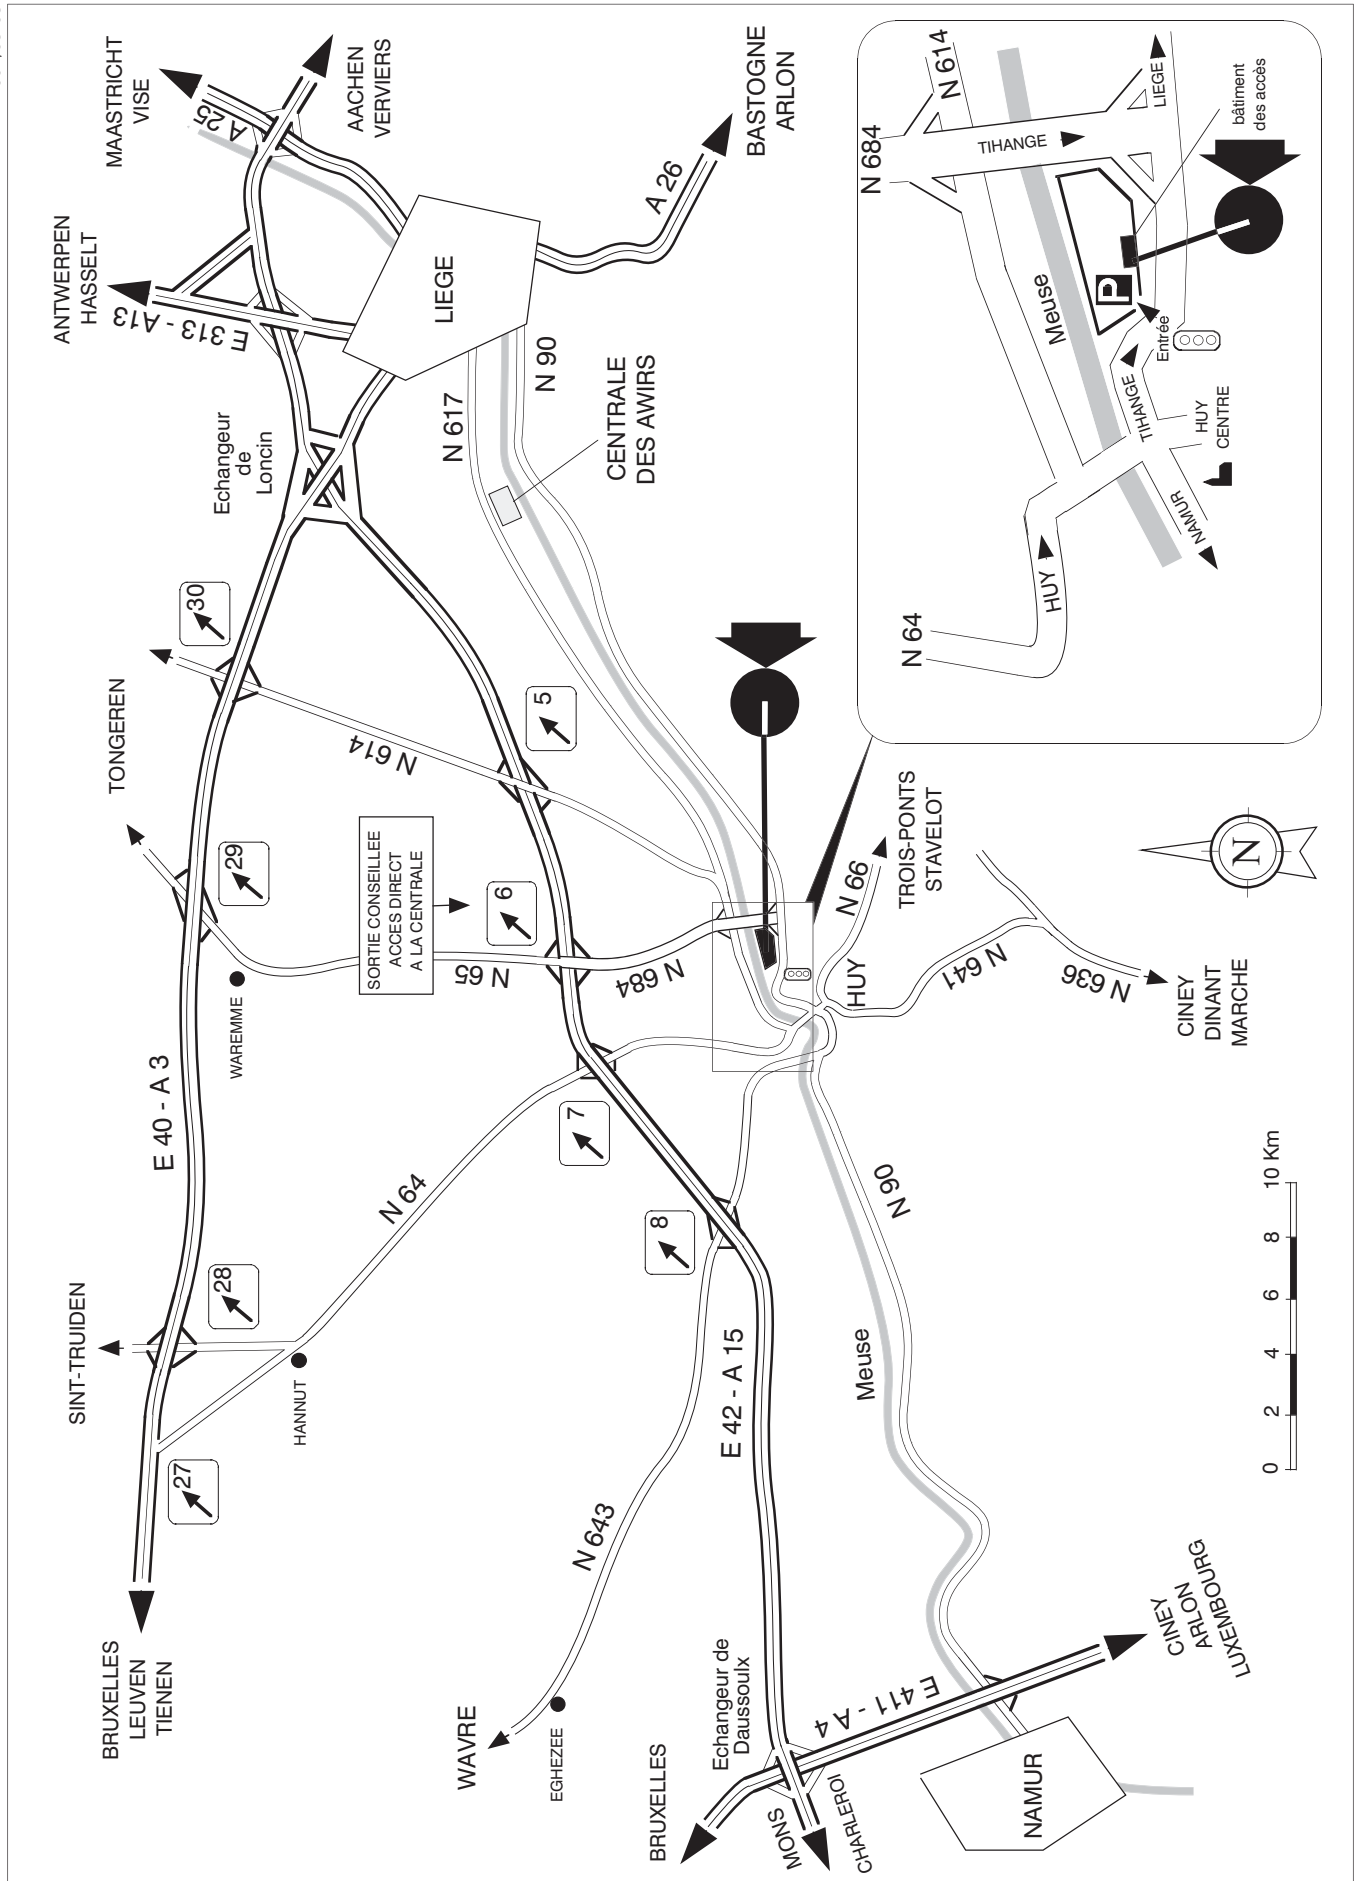 BRUXELLES
LEUVEN
TIENEN
SINT-TRUIDEN
TONGEREN
ANTWERPEN
HASSELT
MAASTRICHT
VISE
AACHEN
VERVIERS
A 25
E 313 - A13
27
28
29
30
E 40 - A 3
HANNUT
WAREMME
Echangeur
de
Loncin
LIEGE
A 26
BASTOGNE
ARLON
N 64
N 614
N 617
N 90
CENTRALE
DES AWIRS
SORTIE CONSEILLEE
ACCES DIRECT
A LA CENTRALE
N 65
N 684
5
6
7
8
WAVRE
EGHEZEE
N 643
E 42 - A 15
BRUXELLES
Echangeur de
Daussoulx
MONS
CHARLEROI
E 411 - A 4
CINEY
ARLON
LUXEMBOURG
NAMUR
Meuse
N 90
HUY
N 66
TROIS-PONTS
STAVELOT
N 641
N 636
CINEY
DINANT
MARCHE
N
0 2 4 6 8 10 Km
N 64
HUY
N 684
N 614
TIHANGE
Meuse
P
LIEGE
bâtiment
des accès
Entrée
TIHANGE
NAMUR
HUY
CENTRE